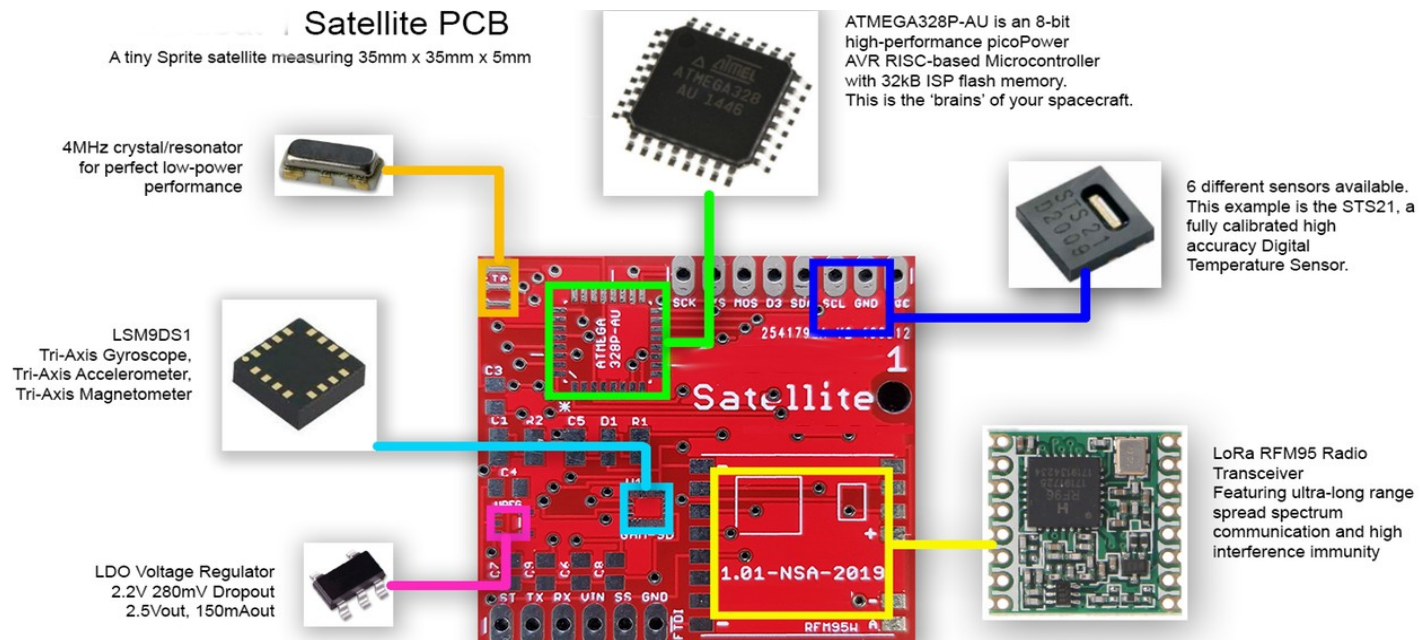 Satellite PCB
A tiny Sprite satellite measuring 35mm x 35mm x 5mm
ATMEGA328P-AU is an 8-bit
high-performance picoPower
AVR RISC-based Microcontroller
with 32kB ISP flash memory.
This is the ‘brains’ of your spacecraft.
ATMEL
ATMEGA328
AU 1446
4MHz crystal/resonator
for perfect low-power
performance
STS21
D2009
6 different sensors available.
This example is the STS21, a
fully calibrated high
accuracy Digital
Temperature Sensor.
LSM9DS1
Tri-Axis Gyroscope,
Tri-Axis Accelerometer,
Tri-Axis Magnetometer
SCK MOS D3 SDA SCL GND
ATMEGA
328P-AU
1
Satellite
C3
C1 R2 C5 D1 R1
C4
U1
1.01-NSA-2019
C7 C9 C6 C8
ST TX RX VIN SS GND
FTDI
RFM95W A
RF96
LoRa RFM95 Radio
Transceiver
Featuring ultra-long range
spread spectrum
communication and high
interference immunity
LDO Voltage Regulator
2.2V 280mV Dropout
2.5Vout, 150mAout